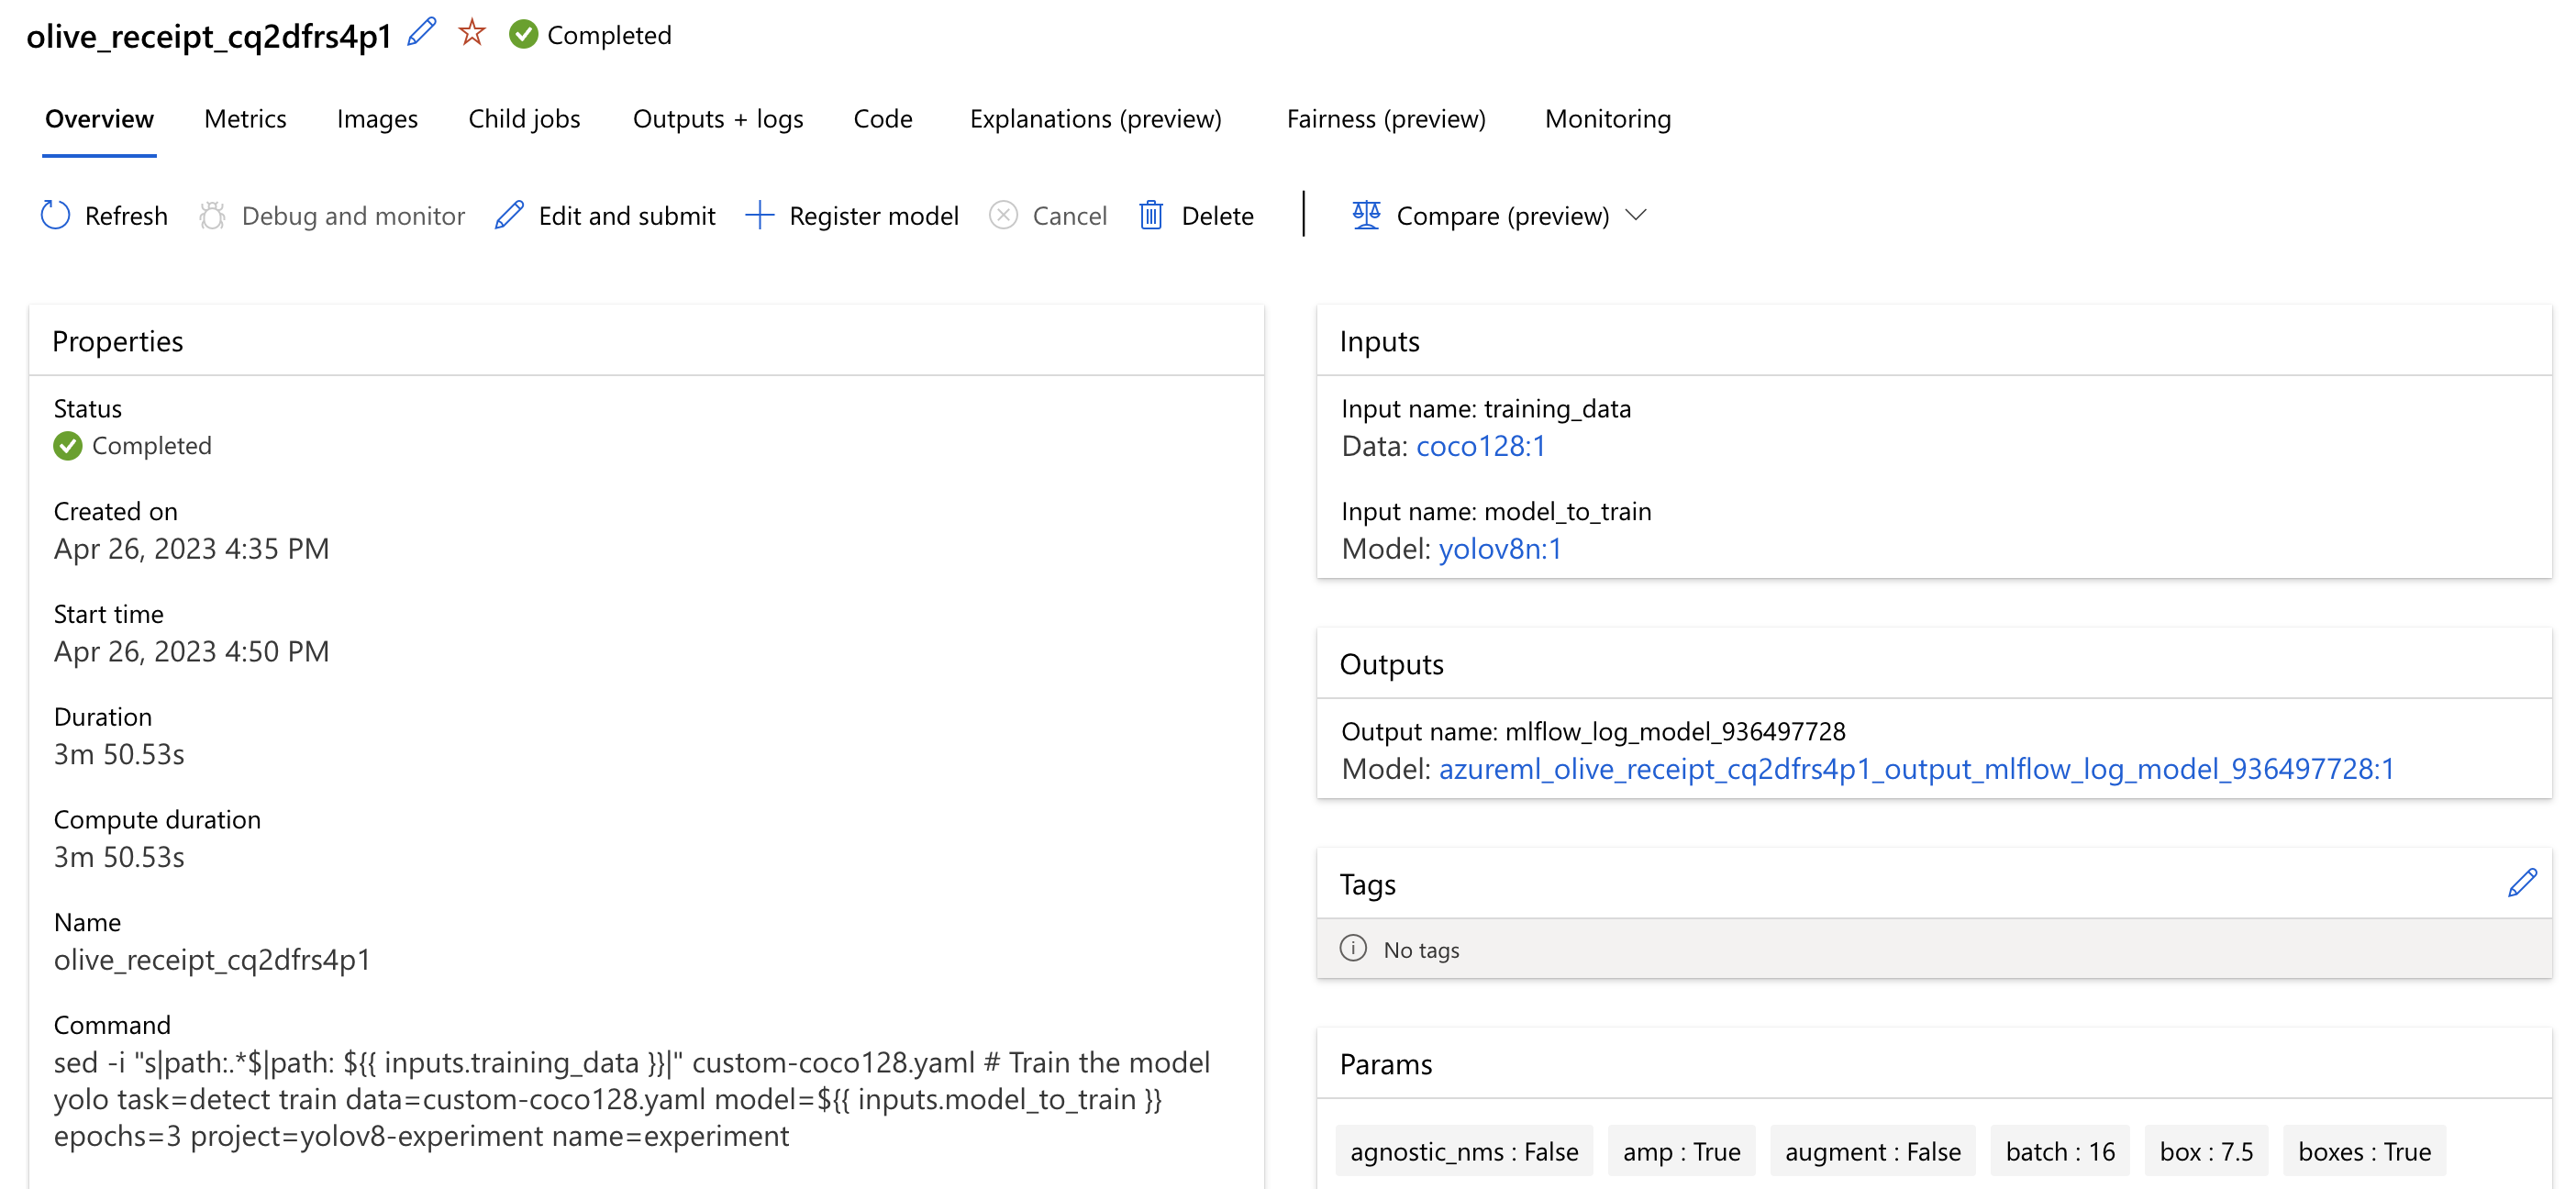 olive_receipt_cq2dfrs4p1 Completed
Overview Metrics Images Child jobs Outputs + logs Code Explanations (preview) Fairness (preview) Monitoring
Refresh Debug and monitor Edit and submit Register model Cancel Delete Compare (preview)
Properties
Status
Completed
Created on
Apr 26, 2023 4:35 PM
Start time
Apr 26, 2023 4:50 PM
Duration
3m 50.53s
Compute duration
3m 50.53s
Name
olive_receipt_cq2dfrs4p1
Command
sed -i "s|path:.*$|path: ${{ inputs.training_data }}|" custom-coco128.yaml # Train the model
yolo task=detect train data=custom-coco128.yaml model=${{ inputs.model_to_train }}
epochs=3 project=yolov8-experiment name=experiment
Inputs
Input name: training_data
Data: coco128:1
Input name: model_to_train
Model: yolov8n:1
Outputs
Output name: mlflow_log_model_936497728
Model: azureml_olive_receipt_cq2dfrs4p1_output_mlflow_log_model_936497728:1
Tags
No tags
Params
agnostic_nms : False amp : True augment : False batch : 16 box : 7.5 boxes : True